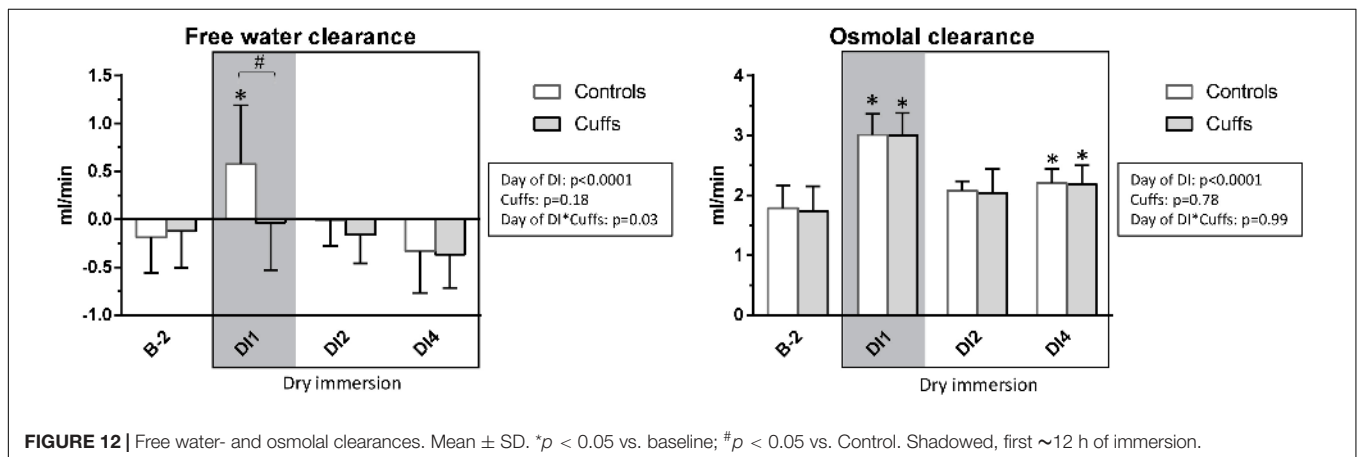 Free water clearance
#
*
1.5
1.0
0.5
0.0
-0.5
-1.0
ml/min
B-2
DI1
DI2
DI4
Dry immersion
Controls
Cuffs
Day of DI: p<0.0001
Cuffs: p=0.18
Day of DI*Cuffs: p=0.03
Osmolal clearance
* *
* *
4
3
2
1
0
ml/min
B-2
DI1
DI2
DI4
Dry immersion
Controls
Cuffs
Day of DI: p<0.0001
Cuffs: p=0.78
Day of DI*Cuffs: p=0.99
FIGURE 12 | Free water- and osmolal clearances. Mean ± SD. *p < 0.05 vs. baseline; #p < 0.05 vs. Control. Shadowed, first ~12 h of immersion.